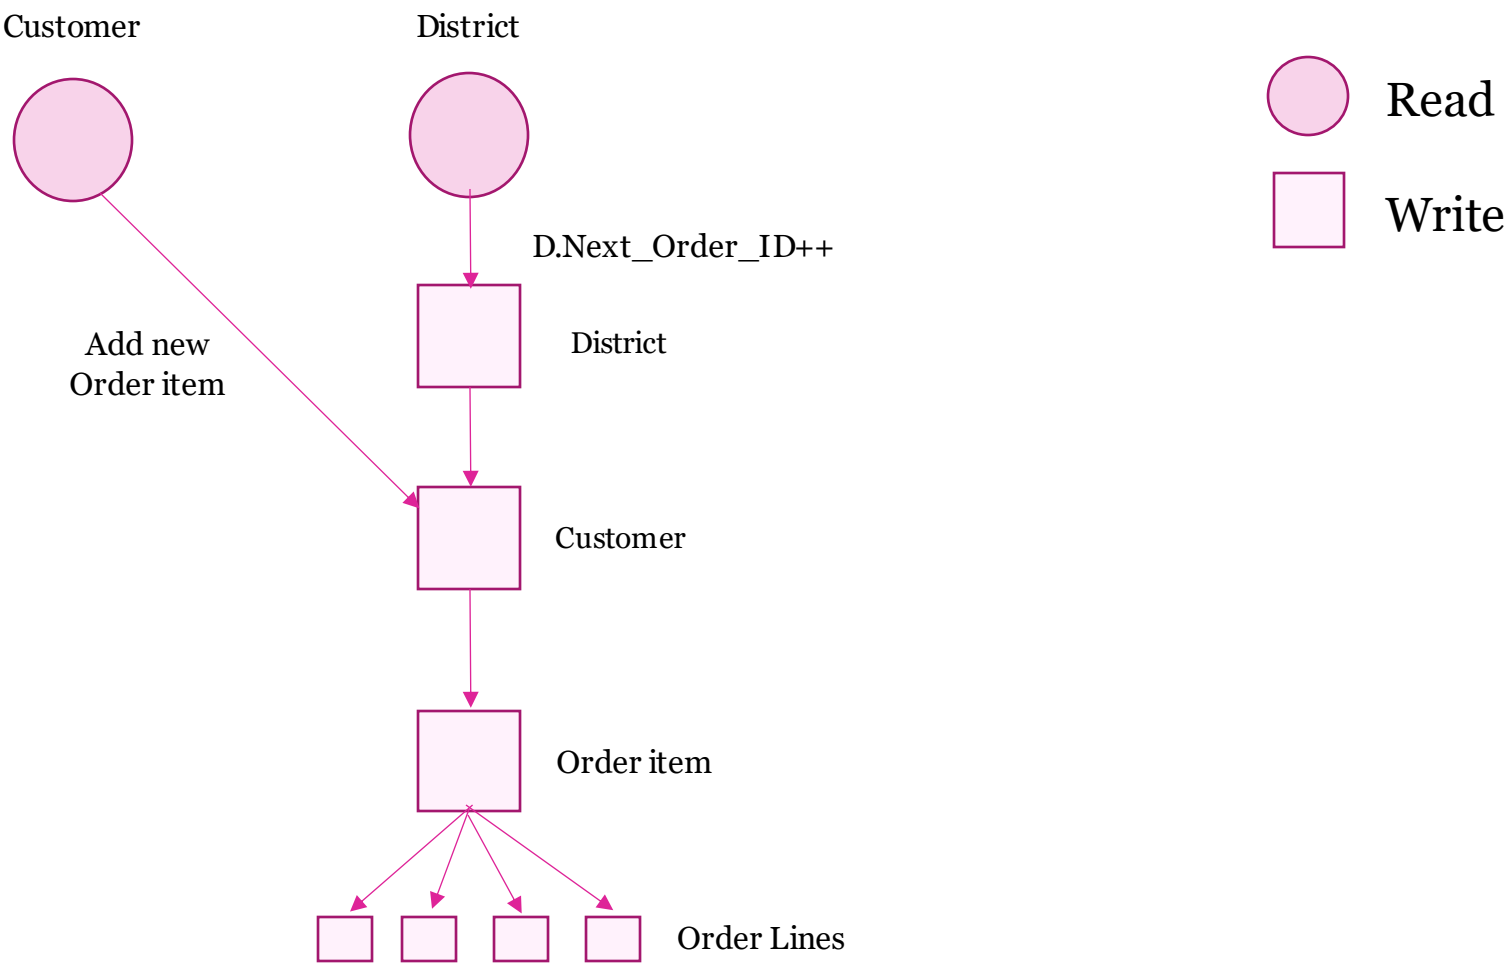 Customer
District
Read
Write
D.Next_Order_ID++
Add new
Order item
District
Customer
Order item
Order Lines